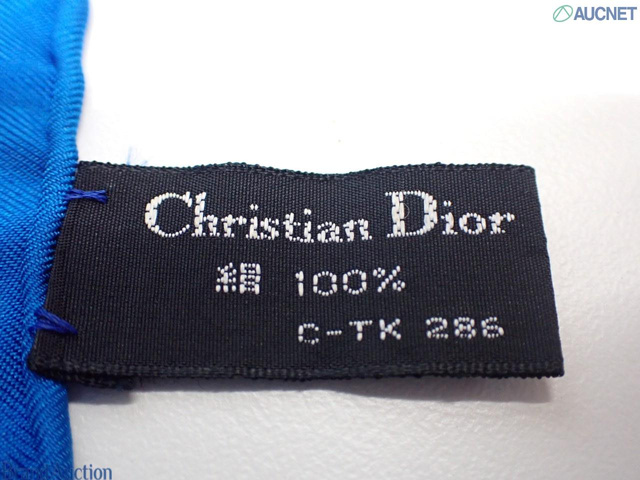 AUCNET
Christian Dior
絹 100%
C-TK 286